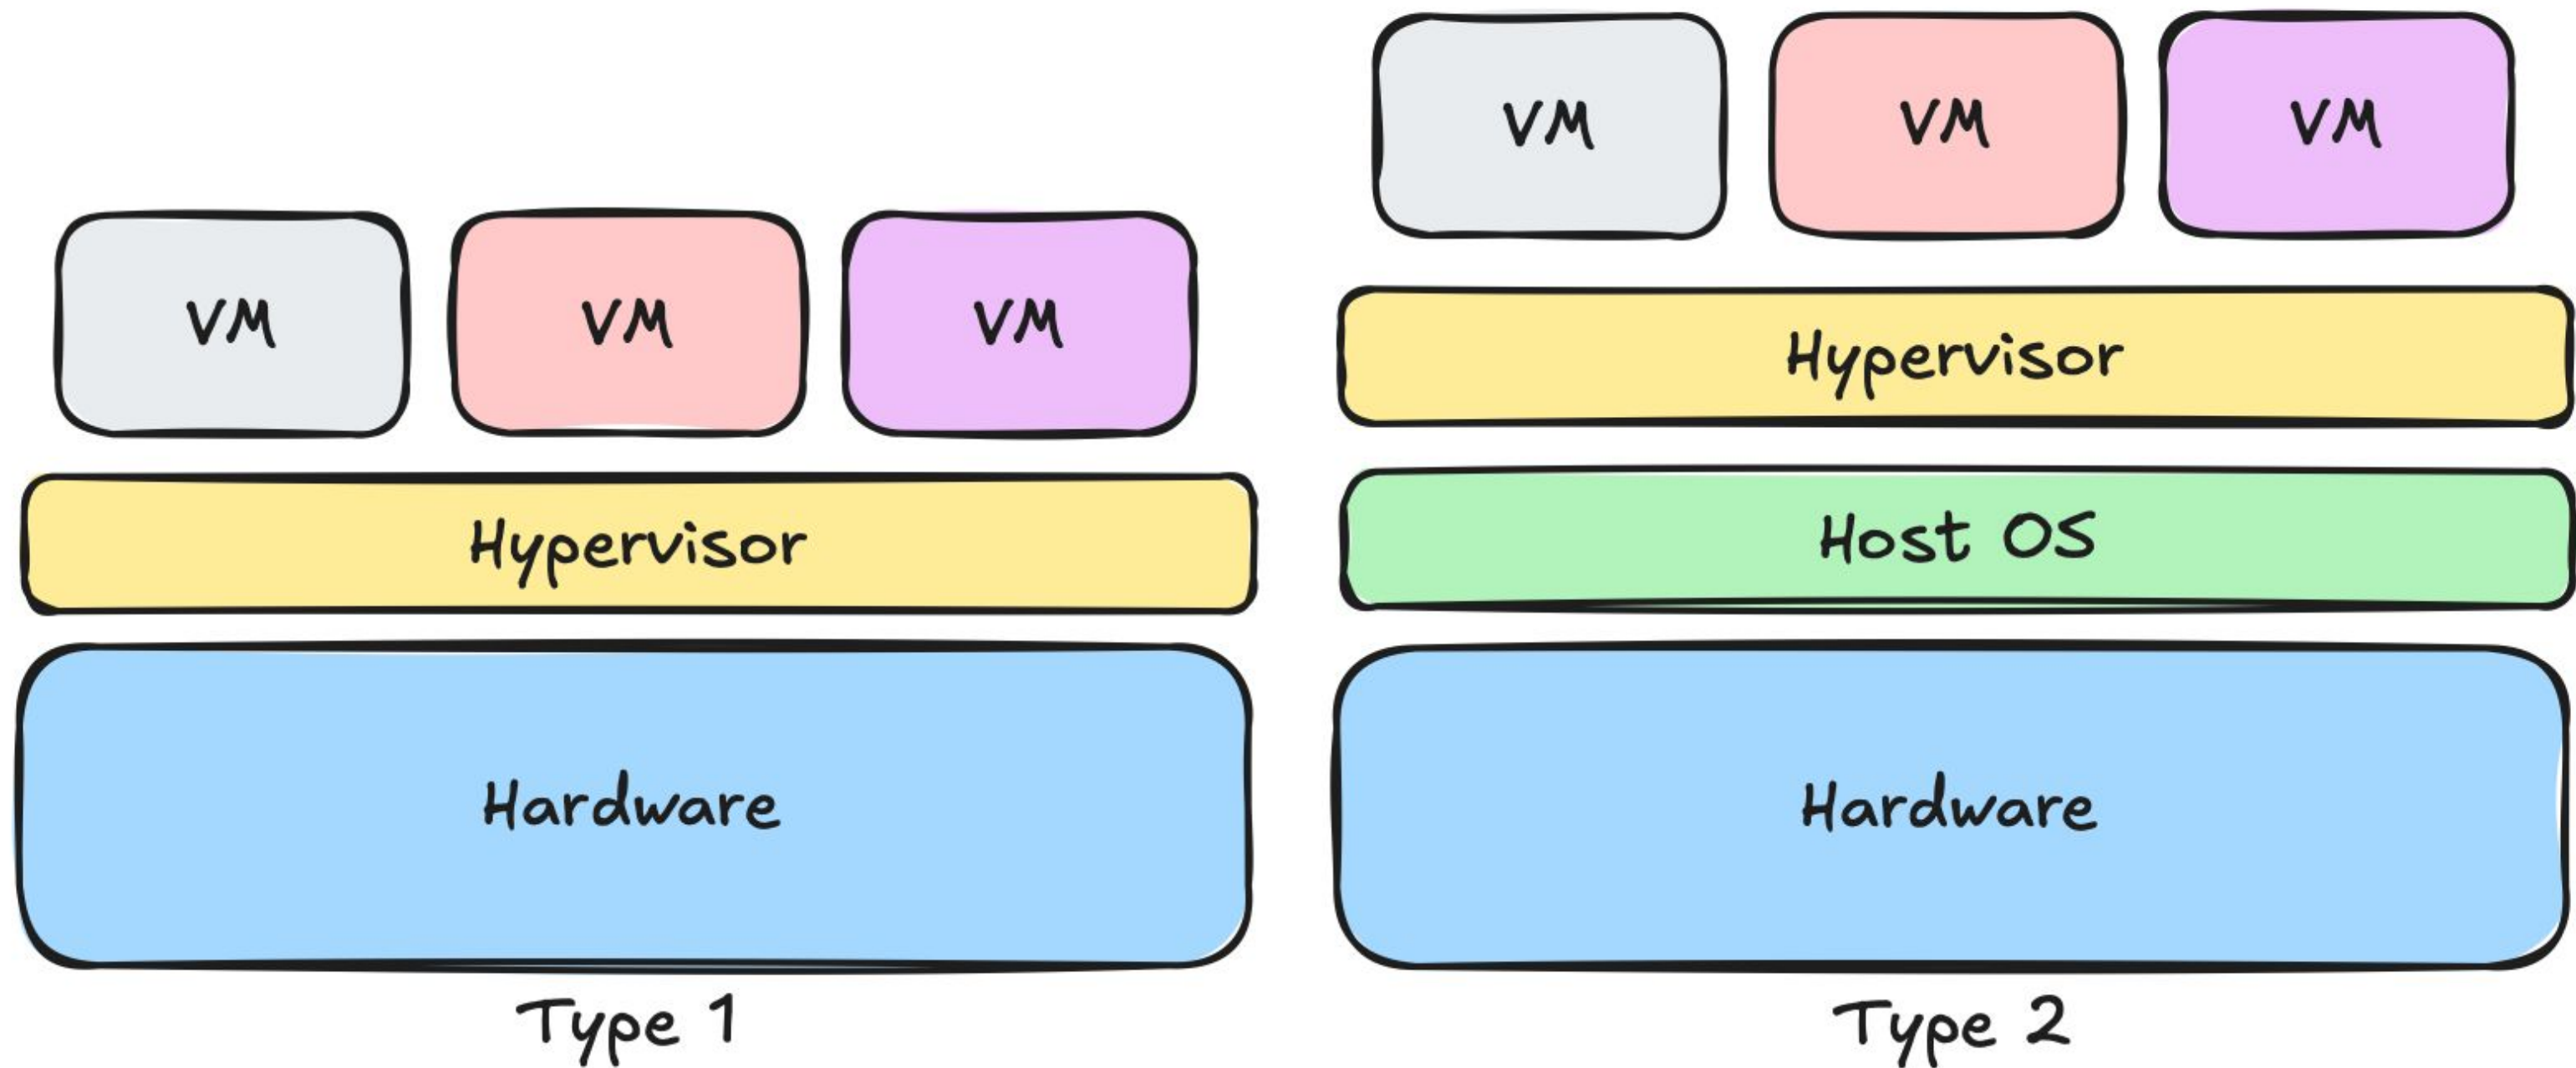 VM
VM
VM
Hypervisor
Hardware
Type 1
VM
VM
VM
Hypervisor
Host OS
Hardware
Type 2